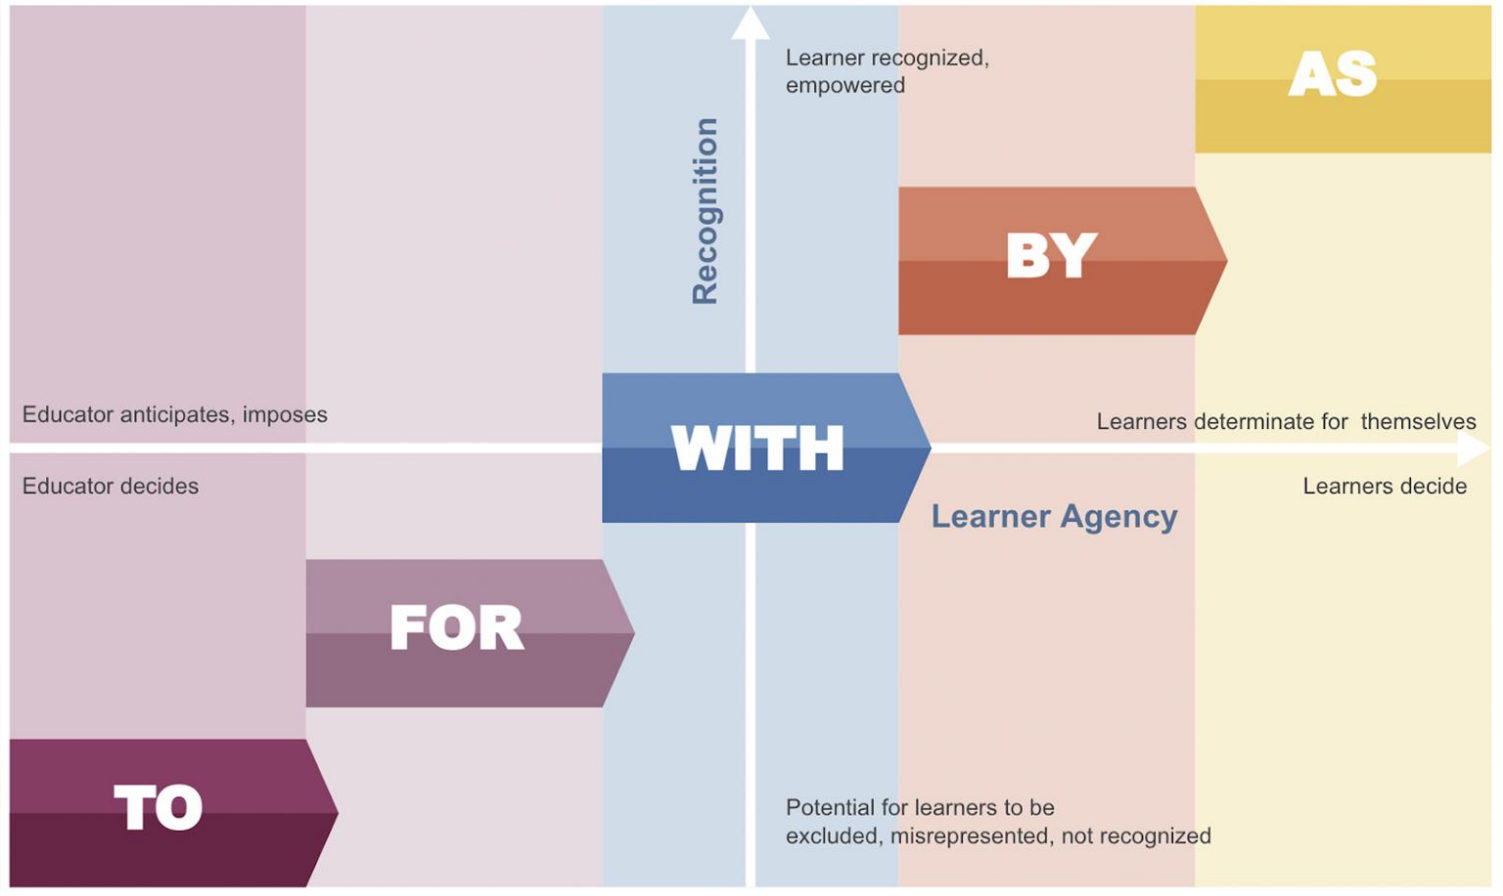 Learner recognized,
empowered
AS
Recognition
BY
Educator anticipates, imposes
Learners determinate for  themselves
WITH
Educator decides
Learners decide
Learner Agency
FOR
TO
Potential for learners to be
excluded, misrepresented, not recognized